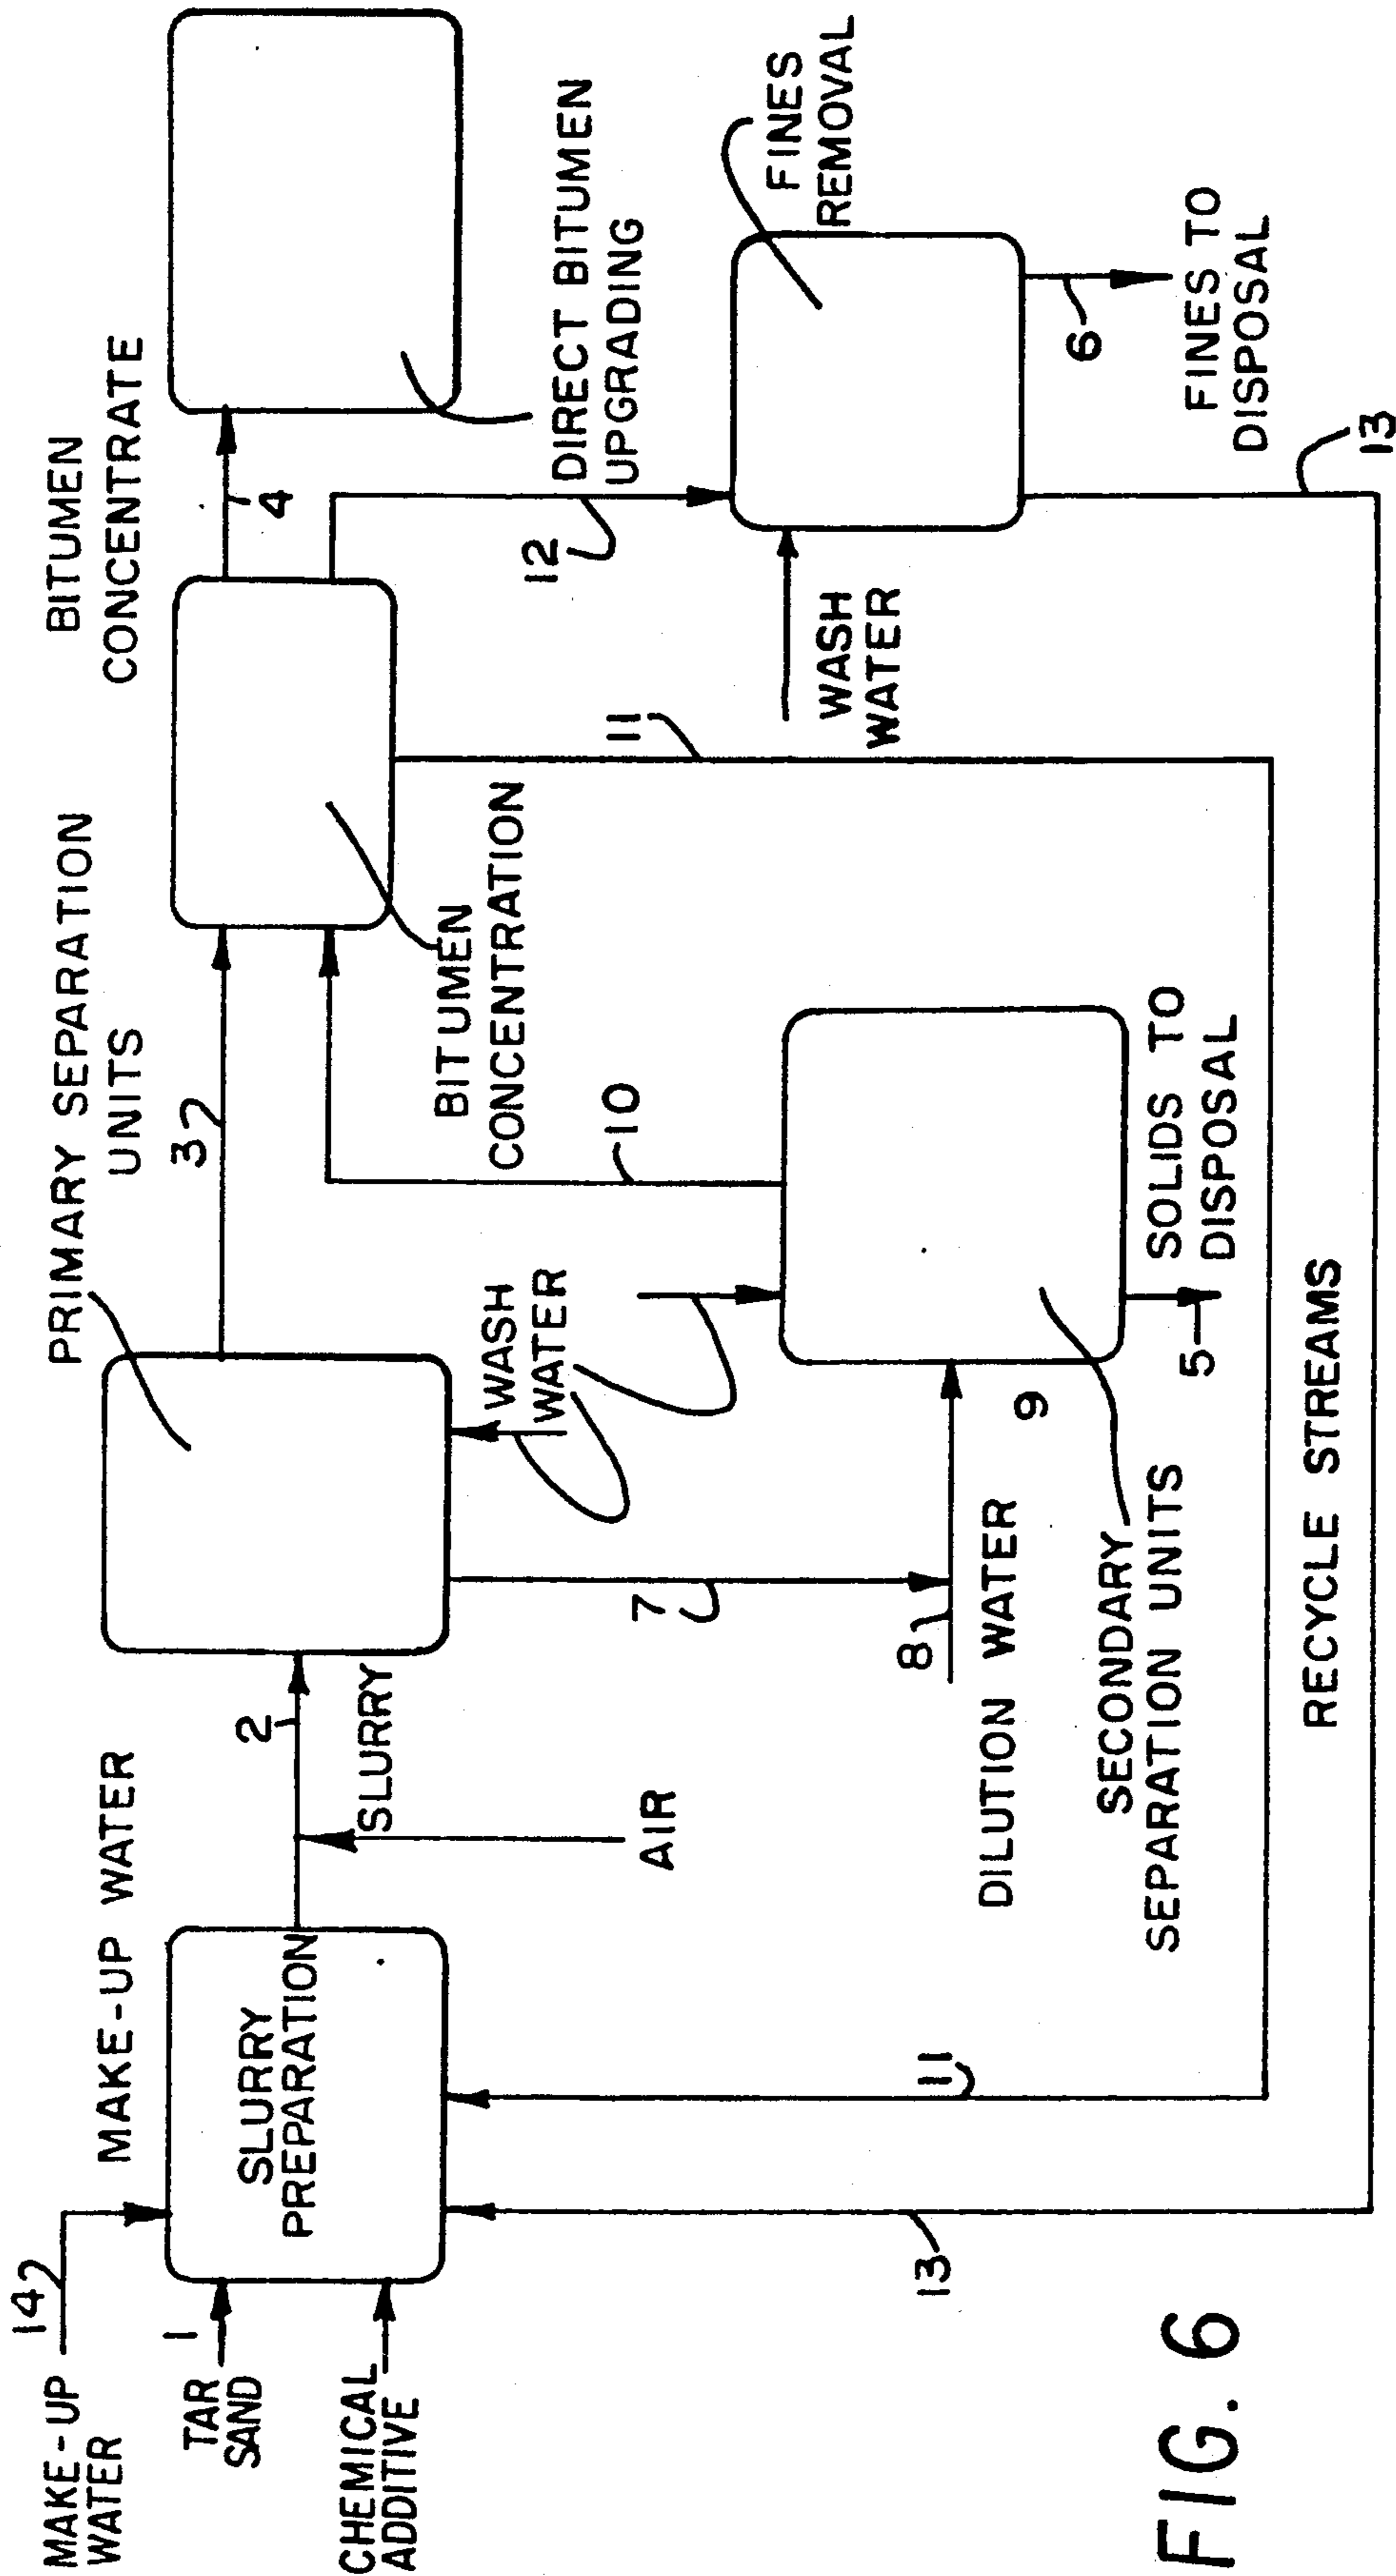 MAKE-UP
WATER
14
MAKE-UP WATER
1
TAR
SAND
CHEMICAL
ADDITIVE
SLURRY
PREPARATION
2
SLURRY
AIR
PRIMARY SEPARATION
UNITS
3
WASH
WATER
7
8
DILUTION WATER
9
SECONDARY
SEPARATION UNITS
5
SOLIDS TO
DISPOSAL
10
BITUMEN
CONCENTRATION
BITUMEN
CONCENTRATE
4
DIRECT BITUMEN
UPGRADING
12
11
WASH
WATER
FINES
REMOVAL
6
FINES TO
DISPOSAL
13
11
13
RECYCLE STREAMS
FIG. 6